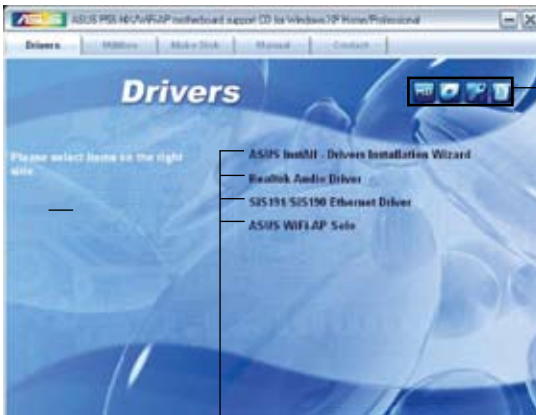 ASUS P5S-MX/WiFi-AP motherboard support CD for Windows XP Home/Professional
Drivers Utilities Make Disk Manual Contact
Drivers
Please select items on the right
side
ASUS InstAll - Drivers Installation Wizard
Realtek Audio Driver
SiS191/SiS190 Ethernet Driver
ASUS WiFi-AP Solo